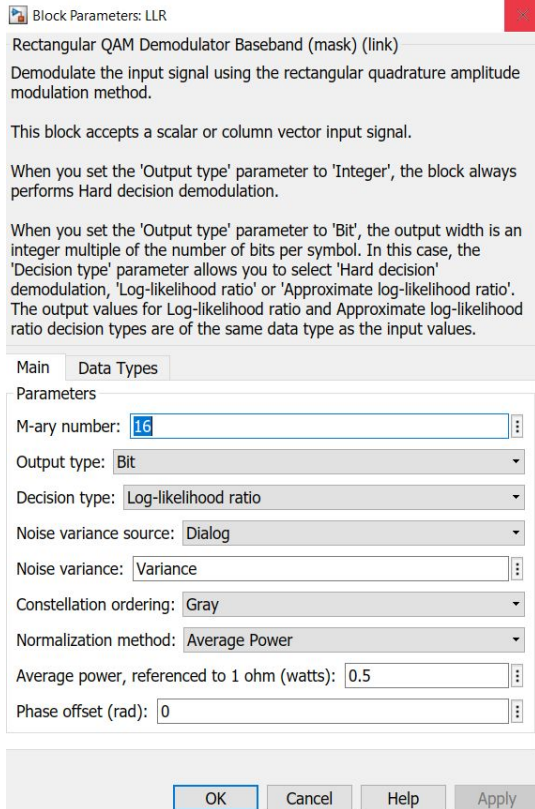 Block Parameters: LLR
Rectangular QAM Demodulator Baseband (mask) (link)
Demodulate the input signal using the rectangular quadrature amplitude
modulation method.
This block accepts a scalar or column vector input signal.
When you set the 'Output type' parameter to 'Integer', the block always
performs Hard decision demodulation.
When you set the 'Output type' parameter to 'Bit', the output width is an
integer multiple of the number of bits per symbol. In this case, the
'Decision type' parameter allows you to select 'Hard decision'
demodulation, 'Log-likelihood ratio' or 'Approximate log-likelihood ratio'.
The output values for Log-likelihood ratio and Approximate log-likelihood
ratio decision types are of the same data type as the input values.
Main Data Types
Parameters
M-ary number: 16
Output type: Bit
Decision type: Log-likelihood ratio
Noise variance source: Dialog
Noise variance: Variance
Constellation ordering: Gray
Normalization method: Average Power
Average power, referenced to 1 ohm (watts): 0.5
Phase offset (rad): 0
OK Cancel Help Apply